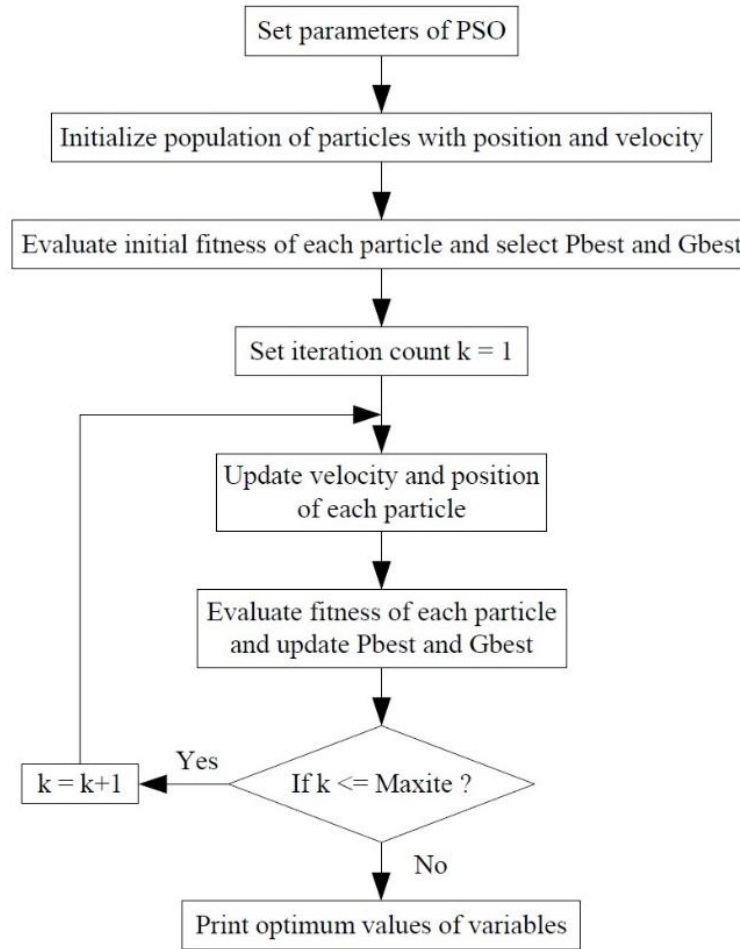 Set parameters of PSO
Initialize population of particles with position and velocity
Evaluate initial fitness of each particle and select Pbest and Gbest
Set iteration count k = 1
Update velocity and position
of each particle
Evaluate fitness of each particle
and update Pbest and Gbest
If k <= Maxite ?
Yes
k = k+1
No
Print optimum values of variables